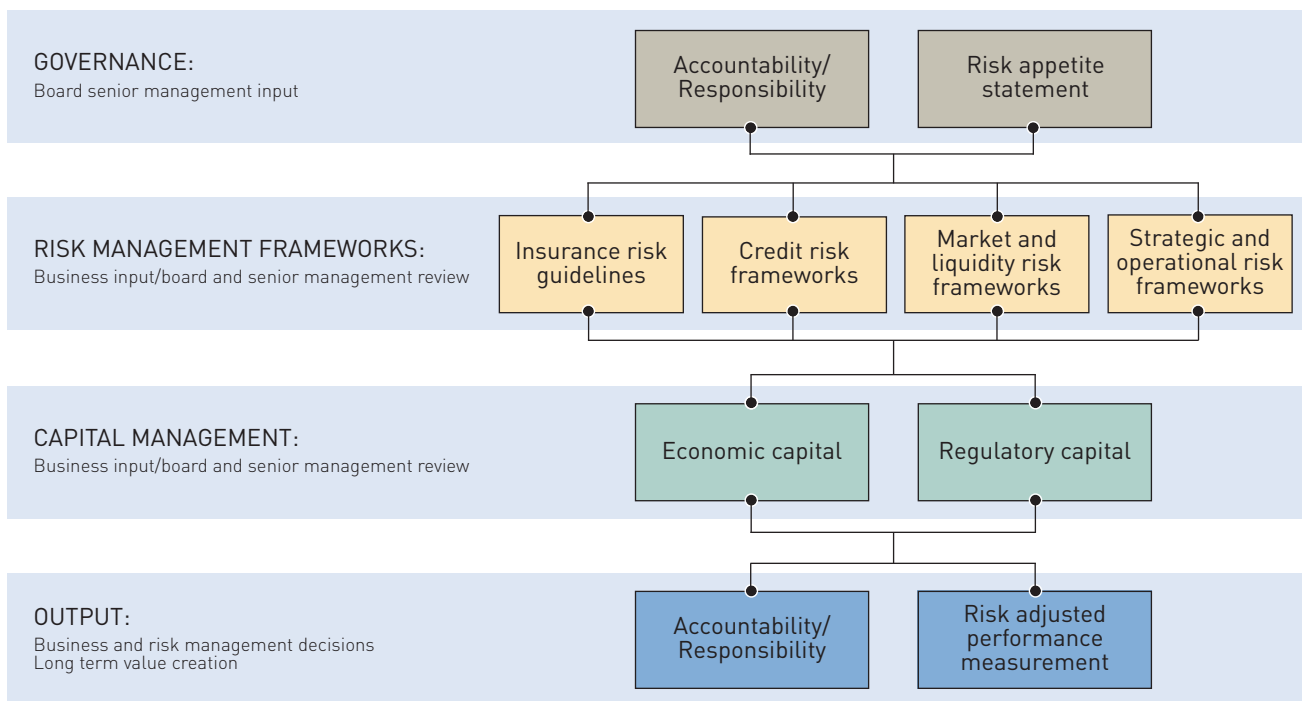 GOVERNANCE:
Board senior management input
Accountability/
Responsibility
Risk appetite
statement
RISK MANAGEMENT FRAMEWORKS:
Business input/board and senior management review
Insurance risk
guidelines
Credit risk
frameworks
Market and
liquidity risk
frameworks
Strategic and
operational risk
frameworks
CAPITAL MANAGEMENT:
Business input/board and senior management review
Economic capital
Regulatory capital
OUTPUT:
Business and risk management decisions
Long term value creation
Accountability/
Responsibility
Risk adjusted
performance
measurement